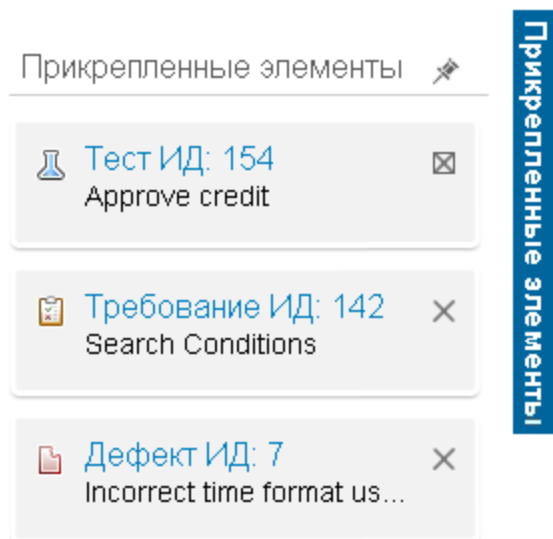 Прикрепленные элементы
Тест ИД: 154
Approve credit
Требование ИД: 142
Search Conditions
Дефект ИД: 7
Incorrect time format us...
Прикрепленные элементы